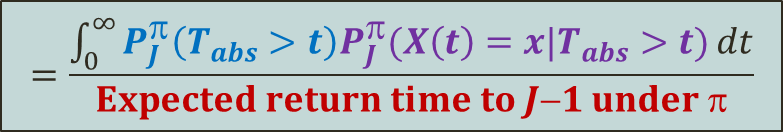 = ∫₀^∞ P_J^π(T_abs > t)P_J^π(X(t) = x|T_abs > t) dt
Expected return time to J−1 under π